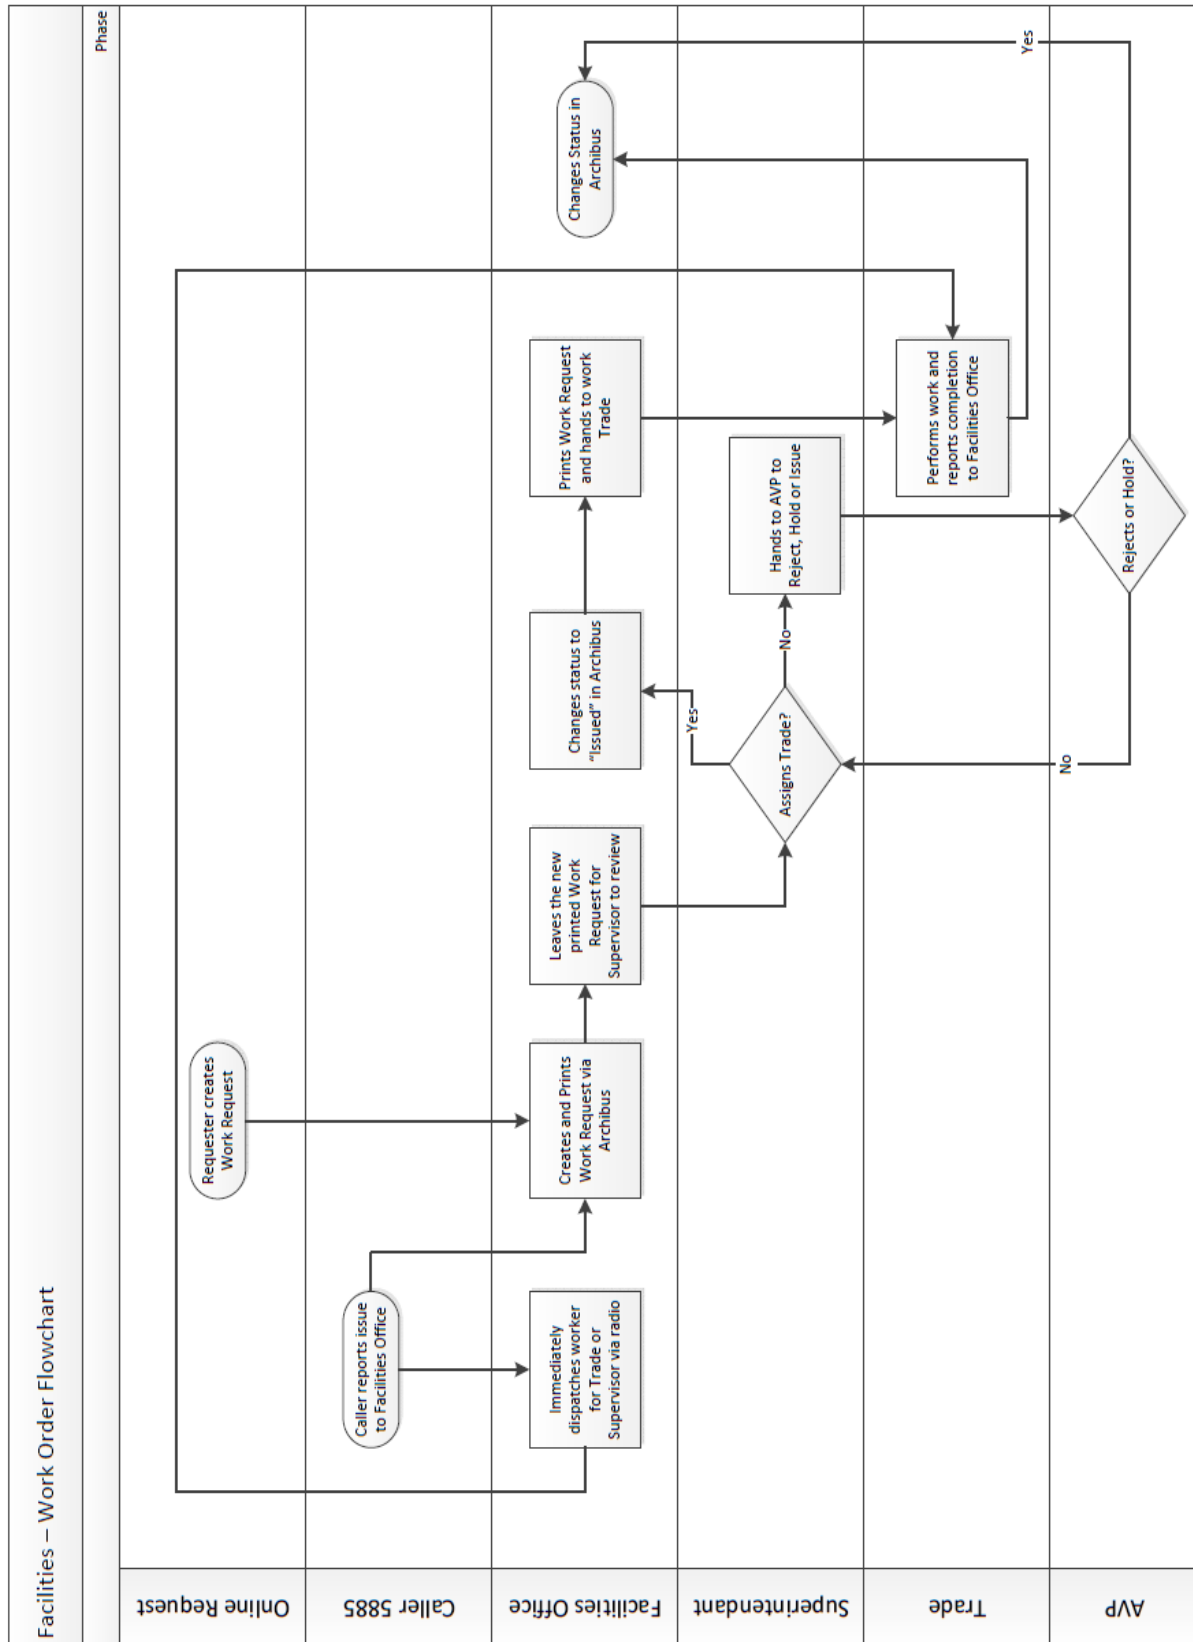 Facilities – Work Order Flowchart
Phase
Online Request
Requester creates
Work Request
Caller 5885
Caller reports issue
to Facilities Office
Facilities Office
Immediately
dispatches worker
for Trade or
Supervisor via radio
Creates and Prints
Work Request via
Archibus
Leaves the new
printed Work
Request for
Supervisor to review
Changes status to
“Issued” in Archibus
Prints Work Request
and hands to work
Trade
Changes Status in
Archibus
Superintendant
Assigns Trade?
Yes
No
Hands to AVP to
Reject, Hold or Issue
Trade
Performs work and
reports completion
to Facilities Office
AVP
No
Rejects or Hold?
Yes